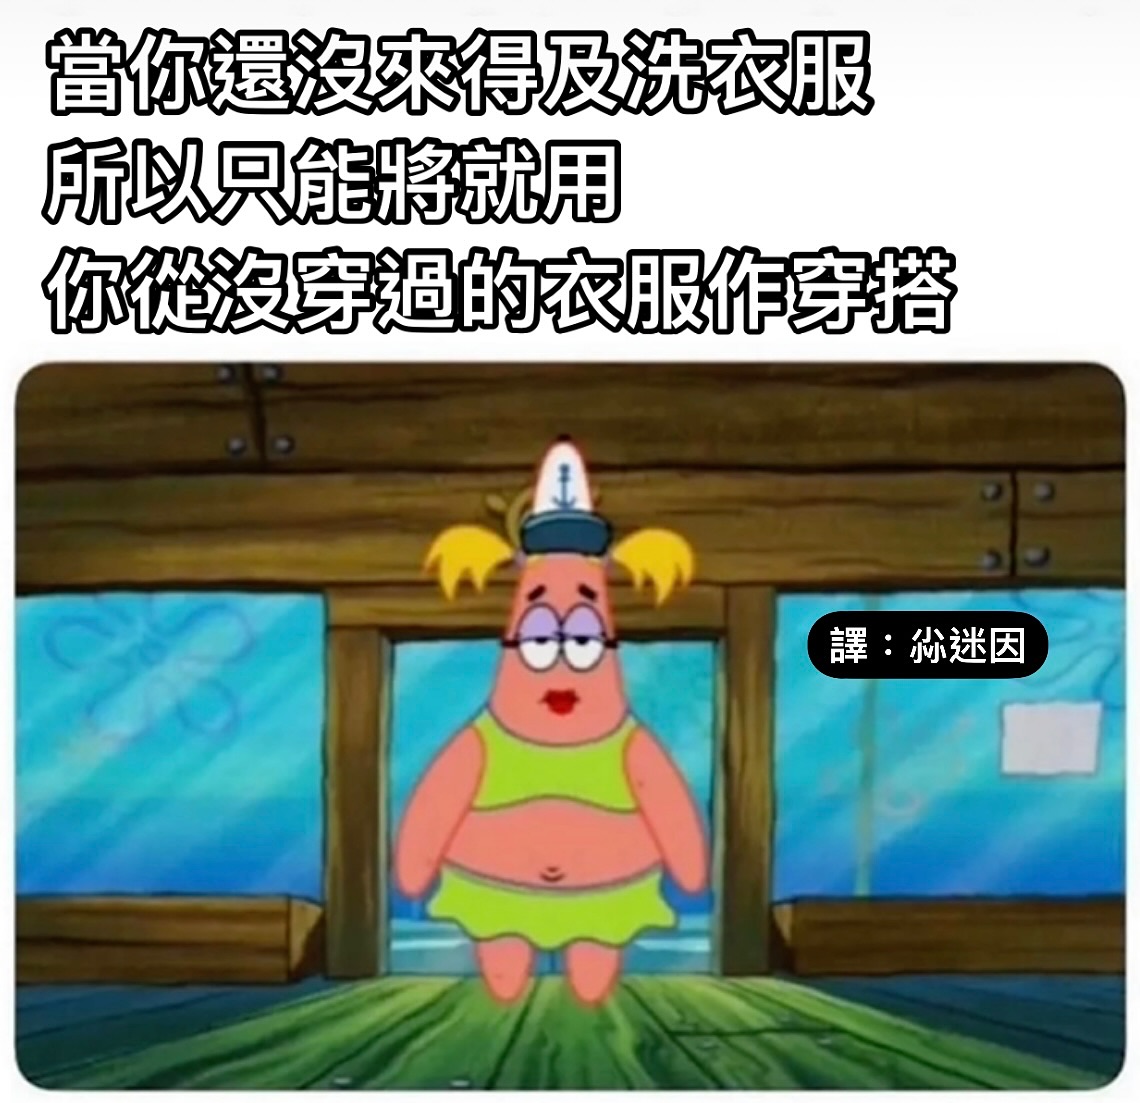 當你還沒來得及洗衣服
所以只能將就用
你從沒穿過的衣服作穿搭
譯：尛迷因